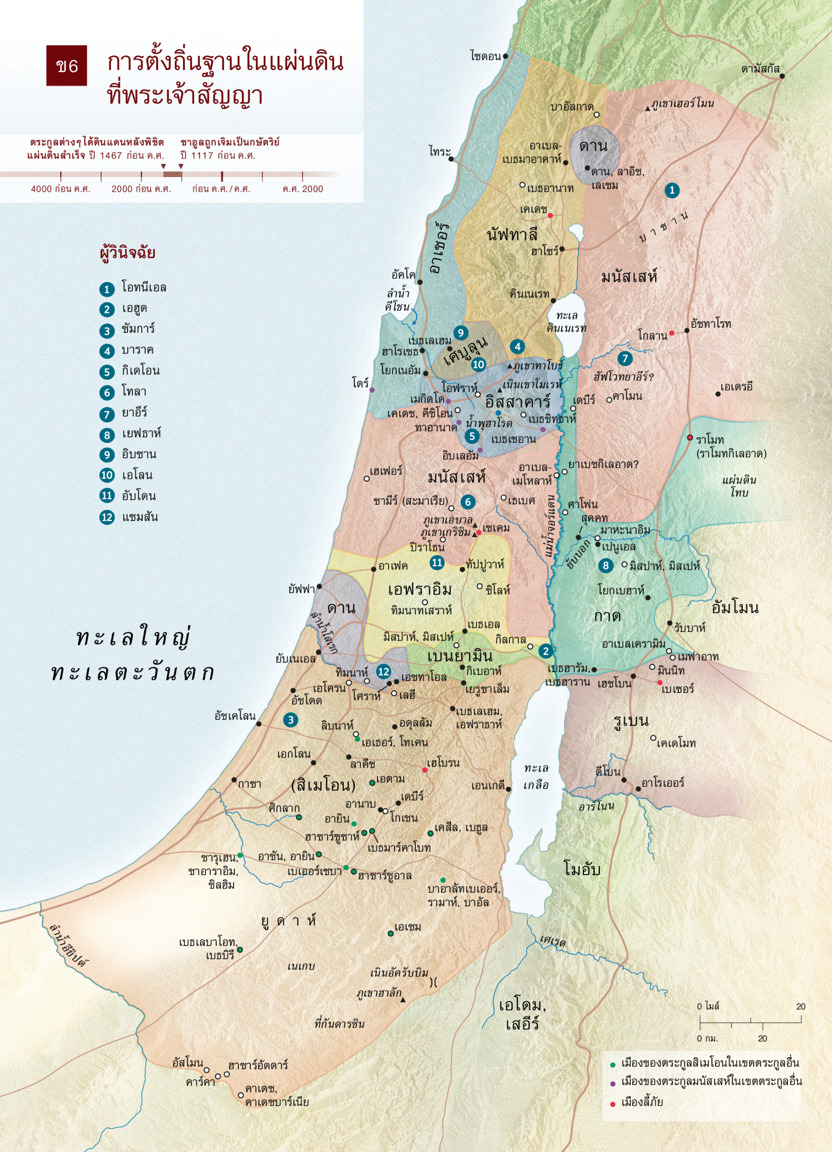 ข6
การตั้งถิ่นฐานในแผ่นดิน
ที่พระเจ้าสัญญา
ตระกูลต่างๆได้ดินแดนหลังพิชิต
แผ่นดินสำเร็จ ปี 1467 ก่อน ค.ศ.
ซาอูลถูกเจิมเป็นกษัตริย์
ปี 1117 ก่อน ค.ศ.
4000 ก่อน ค.ศ.
2000 ก่อน ค.ศ.
ก่อน ค.ศ./ค.ศ.
ค.ศ. 2000
ผู้วินิจฉัย
1 โอทนีเอล
2 เอฮูด
3 ชัมการ์
4 บาราค
5 กิเดโอน
6 โทลา
7 ยาอีร์
8 เยฟธาห์
9 อิบซาน
10 เอโลน
11 อับโดน
12 แซมสัน
ไซดอน
ดามัสกัส
บาอัลกาด
ภูเขาเฮอร์โมน
ไทระ
อาเบล-
เบธมาอาคาห์
ดาน
ดาน, ลาอิช,
เลเชม
เบธอานาท
1
เคเดช
บาชาน
นัฟทาลี
อาเชอร์
ฮาโซร์
มนัสเสห์
อัคโค
ลำน้ำ
คีโชน
คินเนเรท
ทะเล
คินเนเรท
อัชทาโรท
โกลาน
9
เบธเลเฮม
ฮาโรเชธ
เศบูลุน
4
10
7
ภูเขาทาโบร์
โยกเนอัม
ฮัฟโวทยาอีร์?
โดร์
โอฟราห์
เนินเขาโมเรห์
เอเดรอี
เมกิดโด
อิสสาคาร์
คาโมน
เดบีร์
เคเดช, คีชิโอน
น้ำพุฮาโรด
เบธชิทธาห์
ทาอานาค
5
เบธเชอาน
อิบเลอัม
ราโมท
(ราโมทกิเลอาด)
มนัสเสห์
เฮเฟอร์
อาเบล-
เมโหลาห์
ยาเบชกิเลอาด?
แผ่นดิน
โทบ
ชามีร์ (สะมาเรีย)
6
เธเบศ
แม่น้ำจอร์แดน
ศาโฟน
ภูเขาเอบาล
ภูเขาเกริซิม
เชเคม
สุคคท
มาหะนาอิม
ปิราโธน
ยับบอก
เปนูเอล
11
8
มิสปาห์, มิสเปห์
อาเฟค
ทัปปูวาห์
ยัฟฟา
เอฟราอิม
ชิโลห์
โยกเบฮาห์
ดาน
ทิมนาทเสราห์
กาด
อัมโมน
ลำน้ำโสเรก
เบธเอล
รับบาห์
มิสปาห์, มิสเปห์
กิลกาล
ทะเลใหญ่
ทะเลตะวันตก
อาเบลเครามิม
2
ยับเนเอล
เบนยามิน
เมฟาอาท
ทิมนาห์
12
เอชทาโอล
กิเบอาห์
เบธฮารัม,
เบธฮาราน
มินนิท
เอโครน
โศราห์
เลฮี
เยรูซาเล็ม
เฮชโบน
เบเซอร์
อัชโดด
อัชเคโลน
3
เบธเลเฮม,
เอฟราธาห์
รูเบน
ลิบนาห์
อดุลลัม
เอเธอร์, โทเคน
เคเดโมท
เอกโลน
ลาคีช
เฮโบรน
ทะเล
เกลือ
ดีโบน
(สิเมโอน)
กาซา
เอตาม
เอนเกดี
อาโรเออร์
อานาบ
เดบีร์
อาร์โนน
ศิกลาก
โกเชน
อายิน
เคสีล, เบธูล
ฮาซาร์ซูซาห์
เบธมาร์คาโบท
ชารุเฮน,
ชาอาราอิม,
ชิลฮิม
อาชัน, อายิน
โมอับ
เบเออร์เชบา
ฮาซาร์ชูอาล
บาอาลัทเบเออร์,
รามาห์, บาอัล
ยูดาห์
เอเซม
ลำน้ำอียิปต์
เบธเลบาโอท,
เบธบิรี
เศเรด
เนเกบ
เนินอัครับบิม
ภูเขาฮาลัก
เอโดม,
เสอีร์
ที่กันดารซิน
0 ไมล์
20
0 กม.
20
อัสโมน
ฮาซาร์อัดดาร์
คาร์คา
คาเดช,
คาเดชบาร์เนีย
เมืองของตระกูลสิเมโอนในเขตตระกูลอื่น
เมืองของตระกูลมนัสเสห์ในเขตตระกูลอื่น
เมืองลี้ภัย